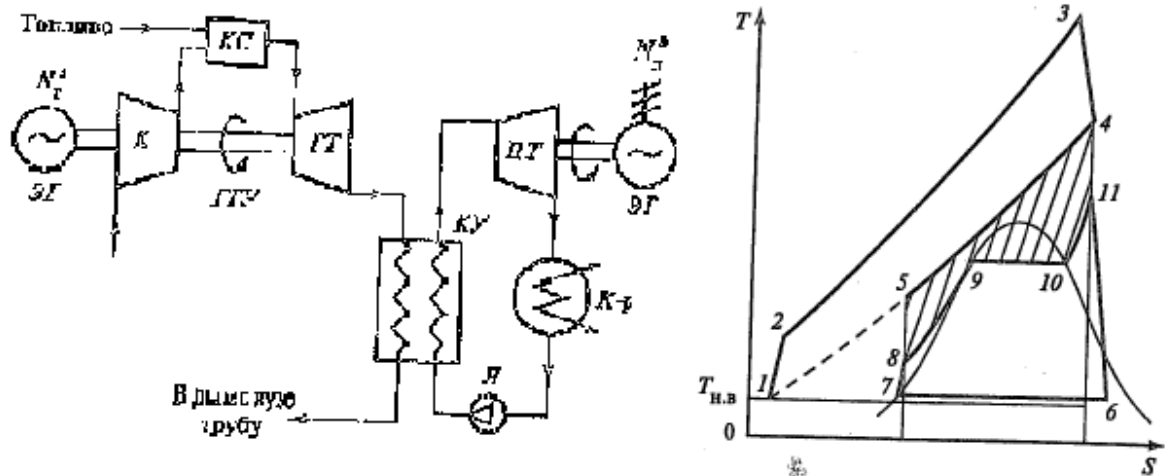 Топливо
КС
N
N
К
ГТ
ПТ
ЭГ
ГТУ
ЭГ
КУ
К-р
П
В дымовую
трубу
T
3
4
11
5
9
10
2
8
Tн.в
1
7
6
0
S